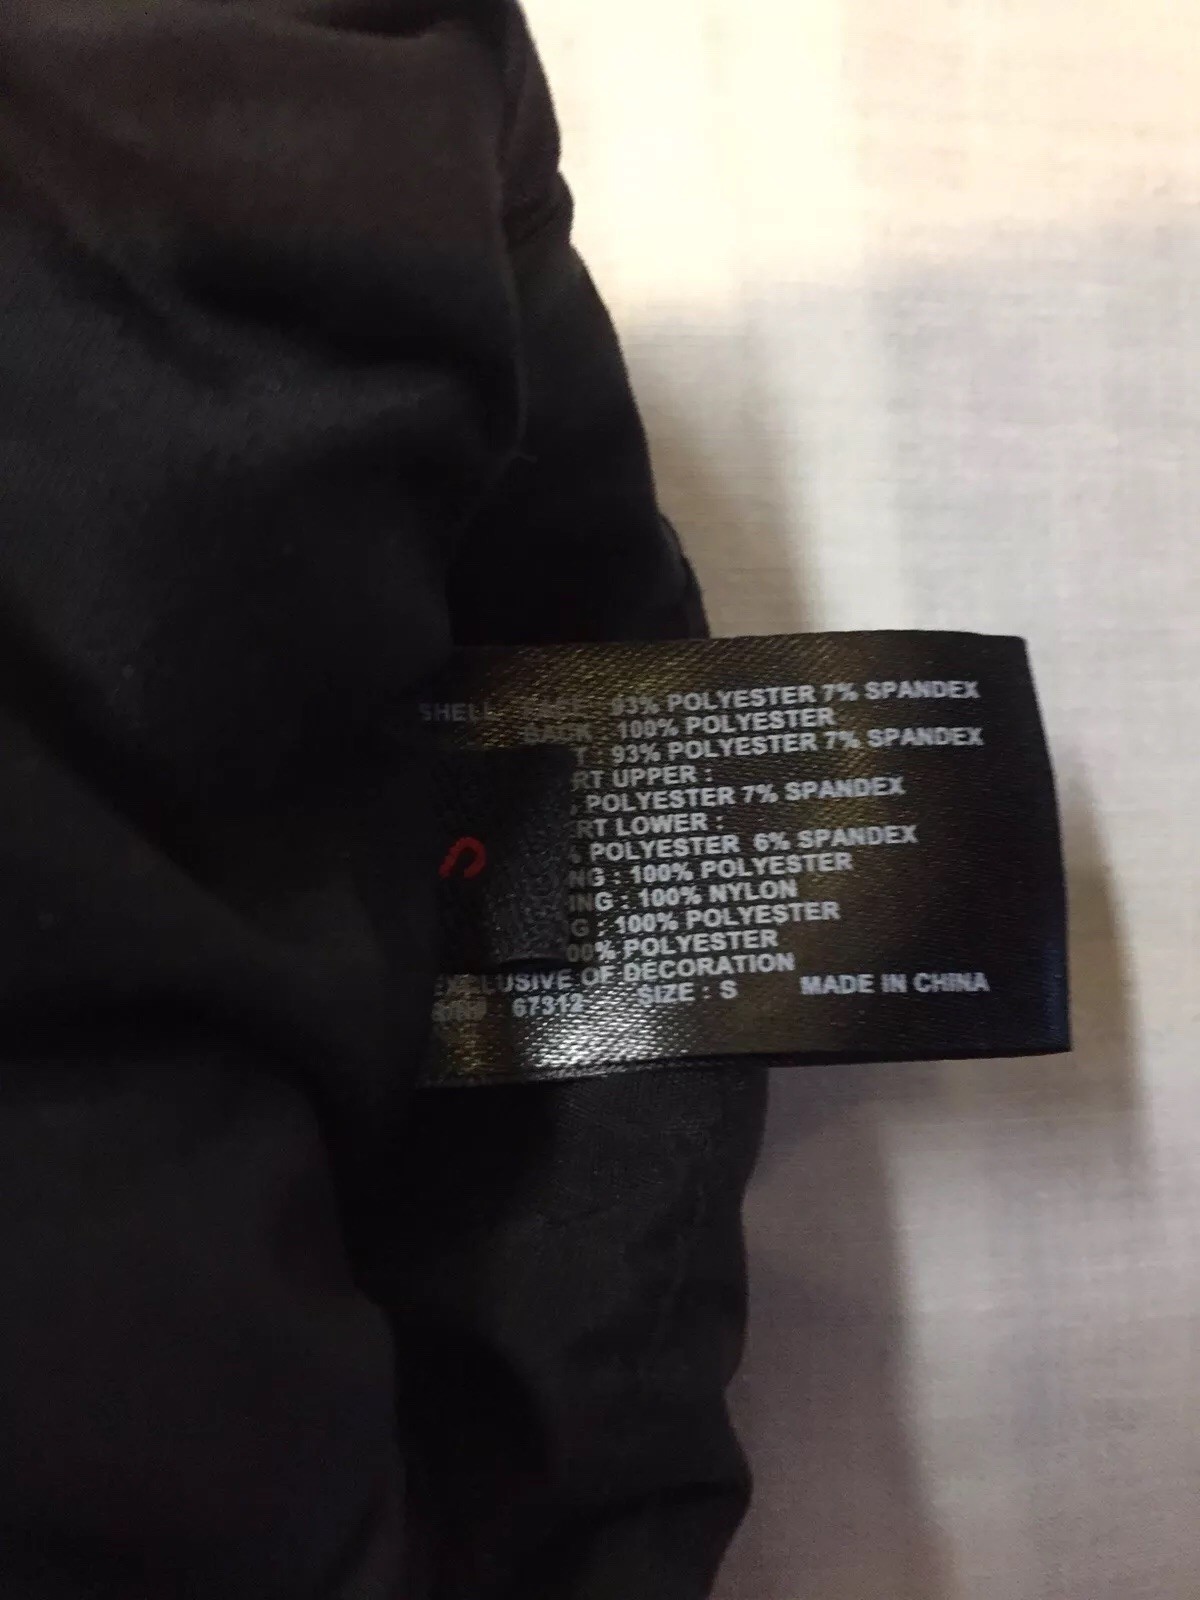 SHELL FACE : 93% POLYESTER 7% SPANDEX
BACK : 100% POLYESTER
T : 93% POLYESTER 7% SPANDEX
RT UPPER :
% POLYESTER 7% SPANDEX
RT LOWER :
% POLYESTER 6% SPANDEX
NG : 100% POLYESTER
ING : 100% NYLON
G : 100% POLYESTER
00% POLYESTER
EXCLUSIVE OF DECORATION
67312 SIZE : S MADE IN CHINA